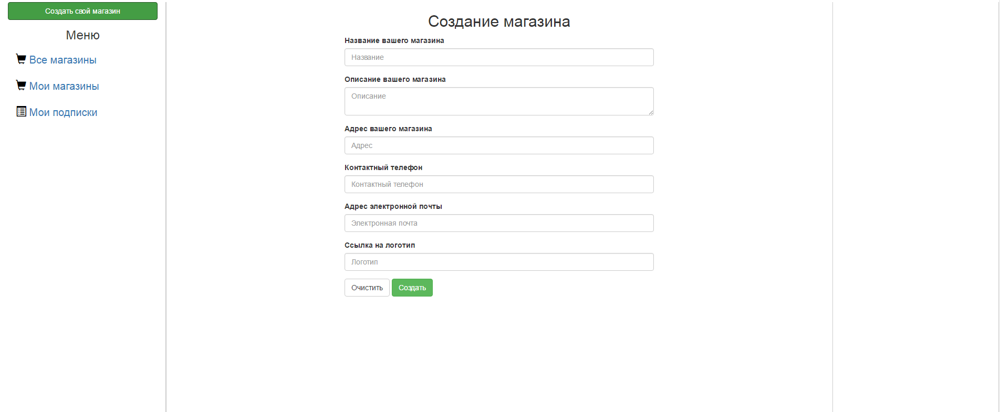 Создать свой магазин
Меню
Все магазины
Мои магазины
Мои подписки
Создание магазина
Название вашего магазина
Название
Описание вашего магазина
Описание
Адрес вашего магазина
Адрес
Контактный телефон
Контактный телефон
Адрес электронной почты
Электронная почта
Ссылка на логотип
Логотип
Очистить Создать